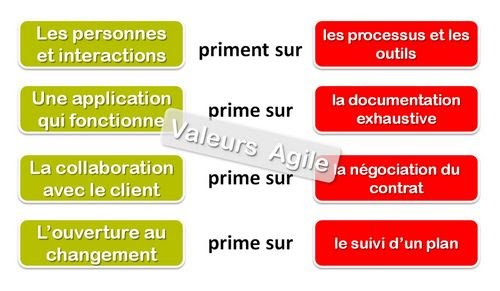 Les personnes
et interactions
priment sur
les processus et les
outils
Une application
qui fonctionne
prime sur
la documentation
exhaustive
Valeurs Agile
La collaboration
avec le client
prime sur
la négociation du
contrat
L'ouverture au
changement
prime sur
le suivi d'un plan